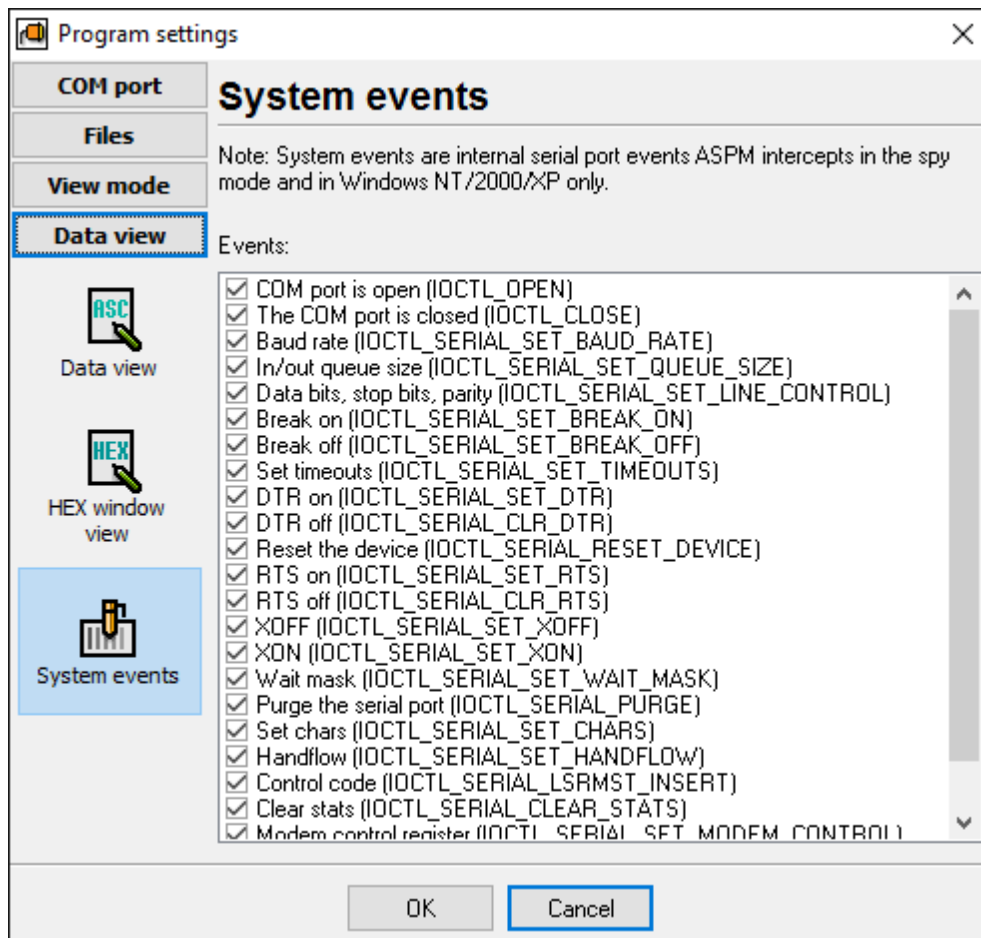 Program settings
COM port
Files
View mode
Data view
ASC
Data view
HEX
HEX window
view
System events
System events
Note: System events are internal serial port events ASPM intercepts in the spy
mode and in Windows NT/2000/XP only.
Events:
COM port is open (IOCTL_OPEN)
The COM port is closed (IOCTL_CLOSE)
Baud rate (IOCTL_SERIAL_SET_BAUD_RATE)
In/out queue size (IOCTL_SERIAL_SET_QUEUE_SIZE)
Data bits, stop bits, parity (IOCTL_SERIAL_SET_LINE_CONTROL)
Break on (IOCTL_SERIAL_SET_BREAK_ON)
Break off (IOCTL_SERIAL_SET_BREAK_OFF)
Set timeouts (IOCTL_SERIAL_SET_TIMEOUTS)
DTR on (IOCTL_SERIAL_SET_DTR)
DTR off (IOCTL_SERIAL_CLR_DTR)
Reset the device (IOCTL_SERIAL_RESET_DEVICE)
RTS on (IOCTL_SERIAL_SET_RTS)
RTS off (IOCTL_SERIAL_CLR_RTS)
XOFF (IOCTL_SERIAL_SET_XOFF)
XON (IOCTL_SERIAL_SET_XON)
Wait mask (IOCTL_SERIAL_SET_WAIT_MASK)
Purge the serial port (IOCTL_SERIAL_PURGE)
Set chars (IOCTL_SERIAL_SET_CHARS)
Handflow (IOCTL_SERIAL_SET_HANDFLOW)
Control code (IOCTL_SERIAL_LSRMST_INSERT)
Clear stats (IOCTL_SERIAL_CLEAR_STATS)
Modem control register (IOCTL_SERIAL_SET_MODEM_CONTROL)
OK
Cancel